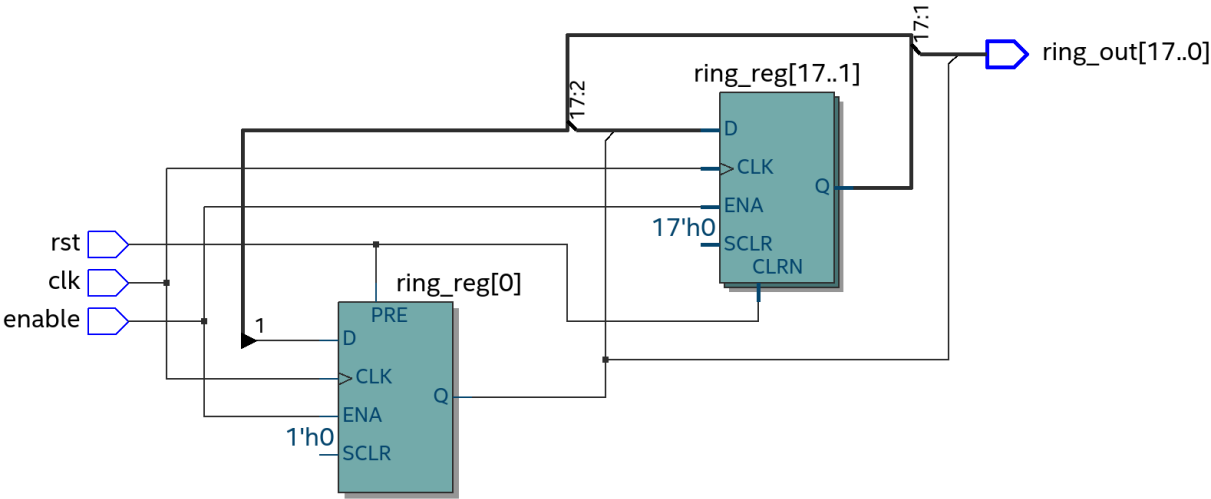 17:1
ring_out[17..0]
ring_reg[17..1]
17:2
D
CLK
Q
ENA
17'h0
SCLR
CLRN
rst
clk
enable
ring_reg[0]
PRE
1
D
CLK
Q
ENA
1'h0
SCLR